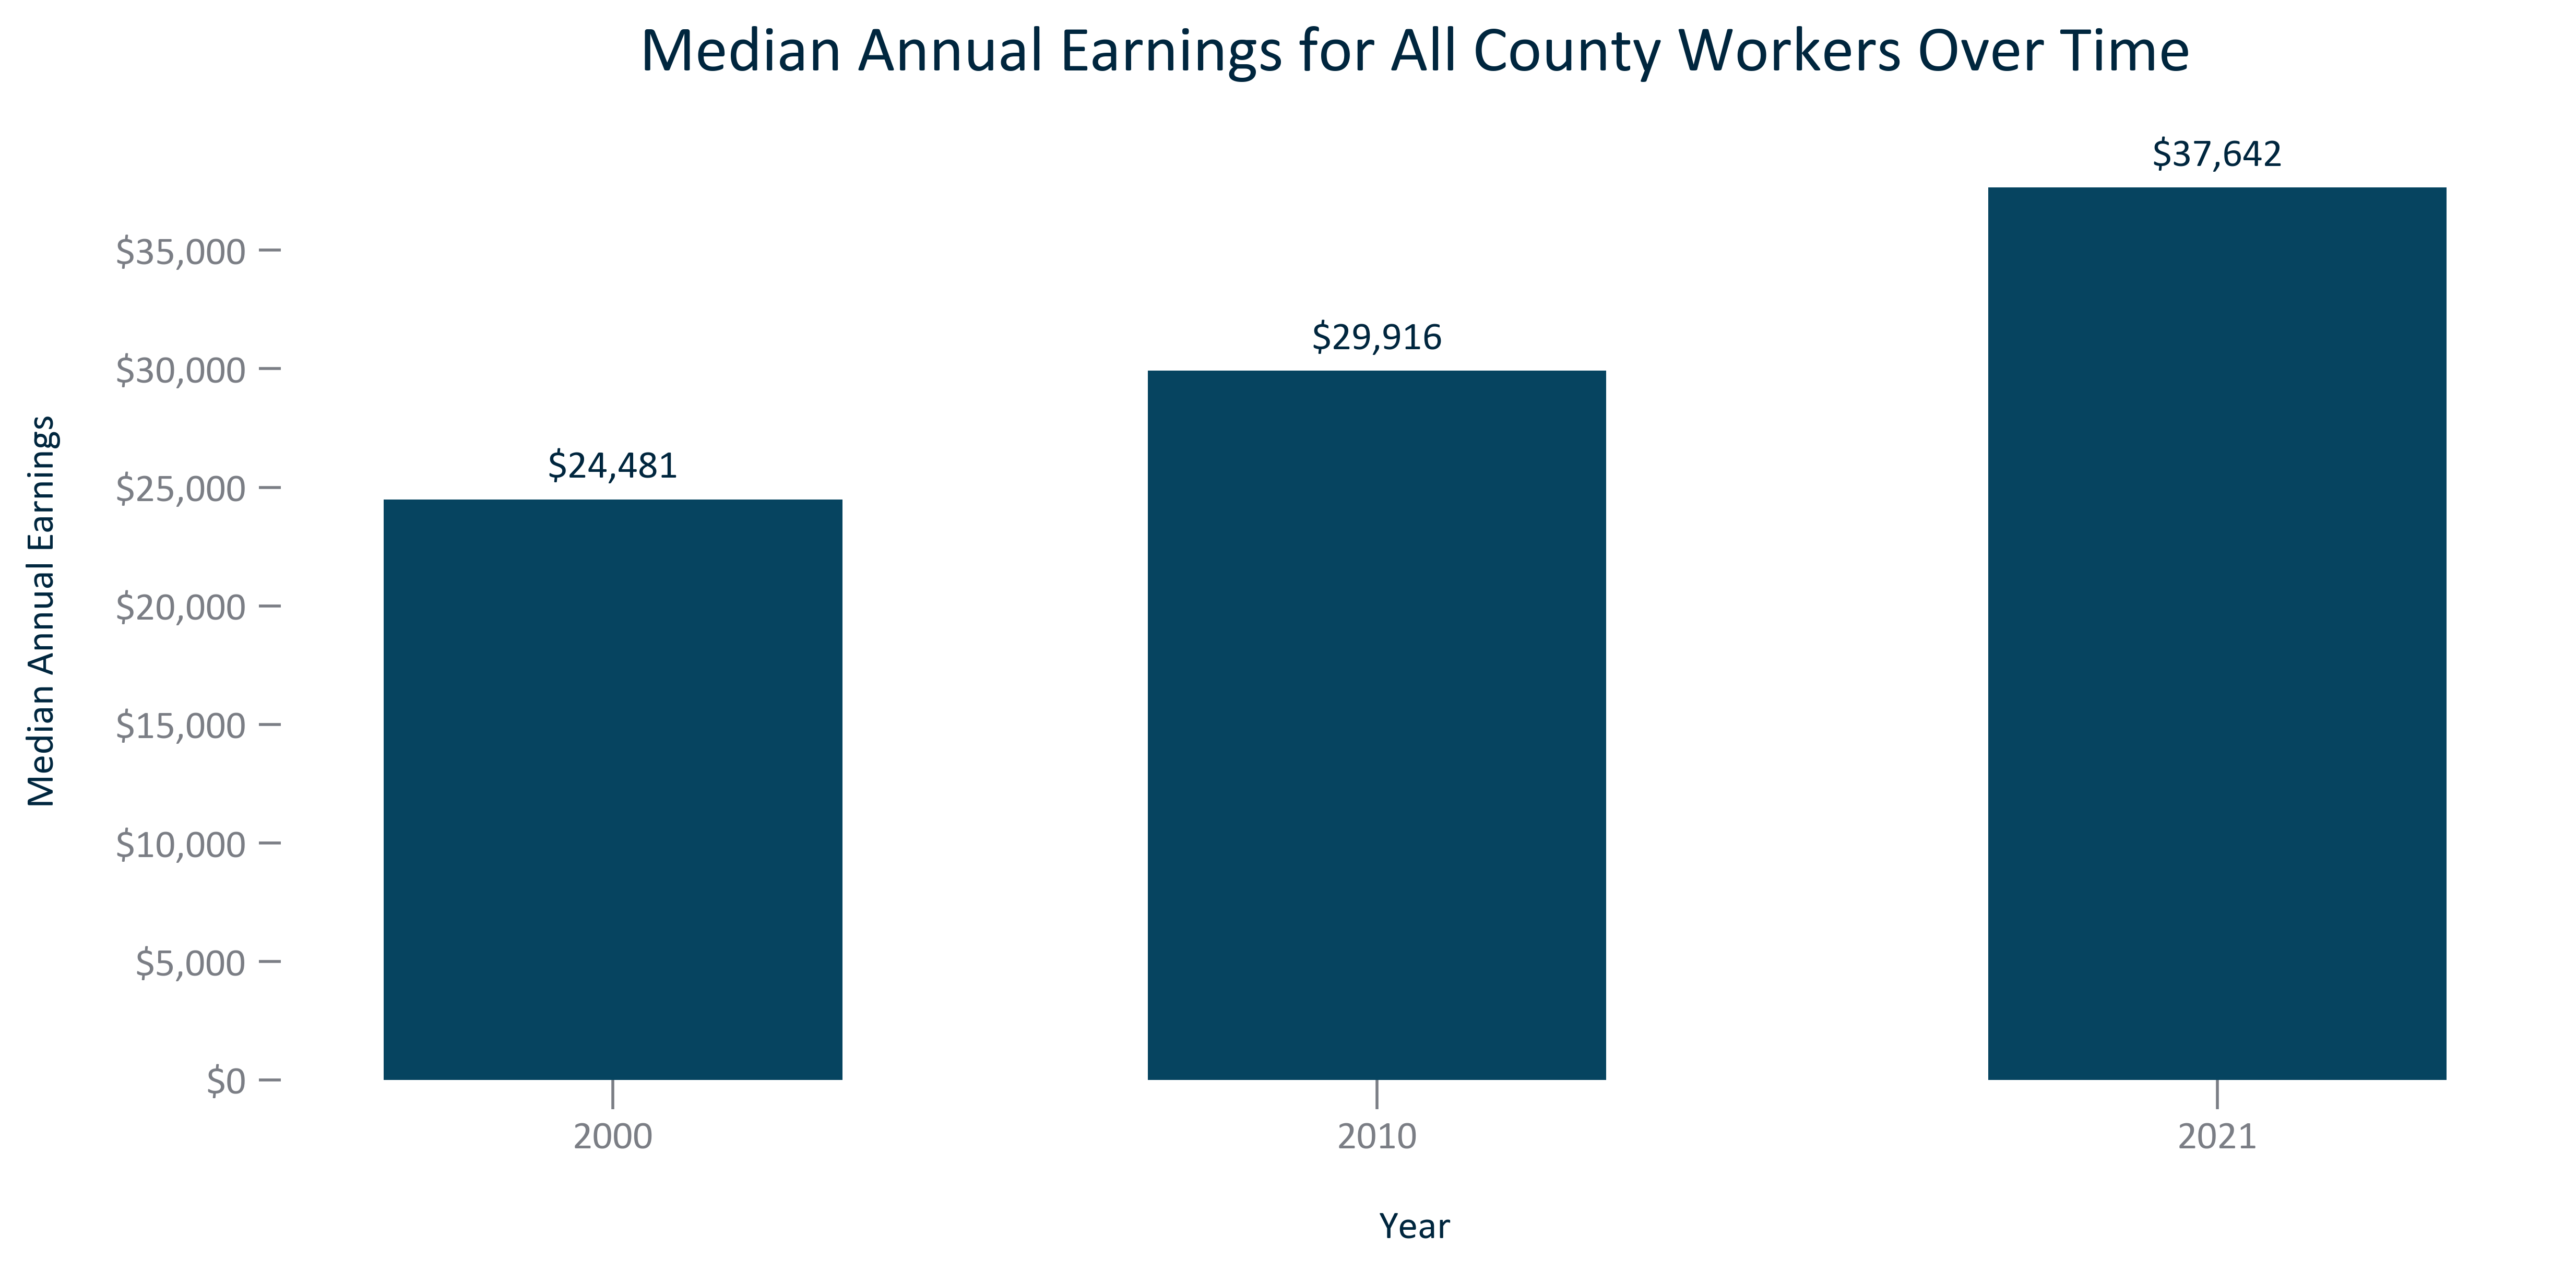 Median Annual Earnings for All County Workers Over Time
Median Annual Earnings
$37,642
$35,000
$29,916
$30,000
$24,481
$25,000
$20,000
$15,000
$10,000
$5,000
$0
2000 2010 2021
Year